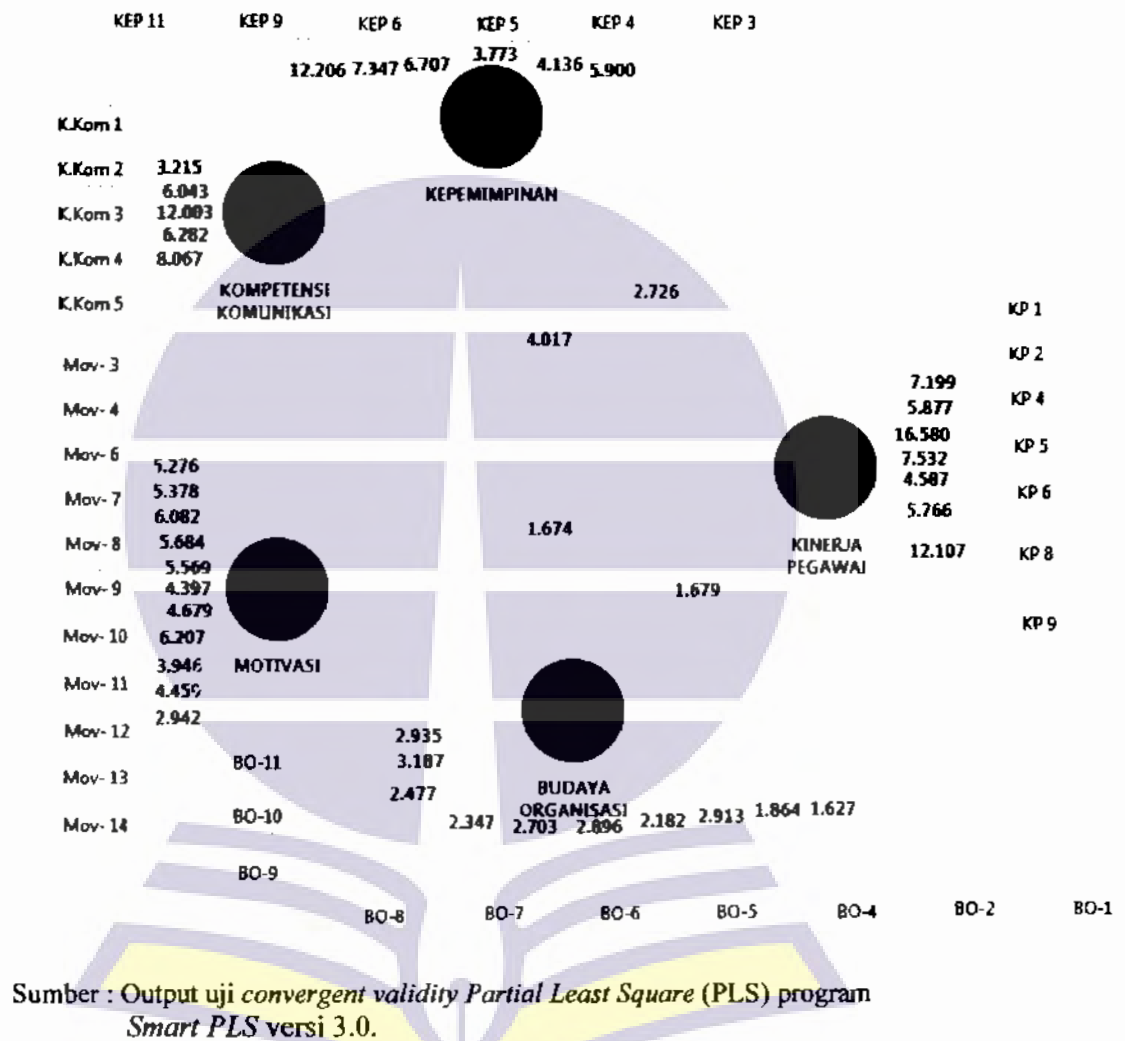 KEP 11 KEP 9 KEP 6 KEP 5 KEP 4 KEP 3
12.206 7.347 6.707 3.773 4.136 5.900
K.Kom 1
K.Kom 2 3.215
6.043
K.Kom 3 12.003
6.282
K.Kom 4 8.067
K.Kom 5
KEPEMIMPINAN
KOMPETENSI
KOMUNIKASI
2.726
4.017
KP 1
KP 2
7.199
5.877 KP 4
16.580
7.532 KP 5
4.587
5.766 KP 6
12.107 KP 8
KP 9
KINERJA
PEGAWAI
Mov- 3
Mov- 4
Mov- 6
5.276
5.378
Mov- 7
6.082
Mov- 8 5.684
5.569
Mov- 9 4.397
4.679
Mov- 10 6.207
3.946
Mov- 11
4.459
2.942
Mov- 12
Mov- 13
Mov- 14
MOTIVASI
1.674
1.679
2.935
BO-11 3.187
2.477
BUDAYA
ORGANISASI
BO-10 2.347 2.703 2.896 2.182 2.913 1.864 1.627
BO-9
BO-8 BO-7 BO-6 BO-5 BO-4 BO-2 BO-1
Sumber : Output uji convergent validity Partial Least Square (PLS) program
Smart PLS versi 3.0.